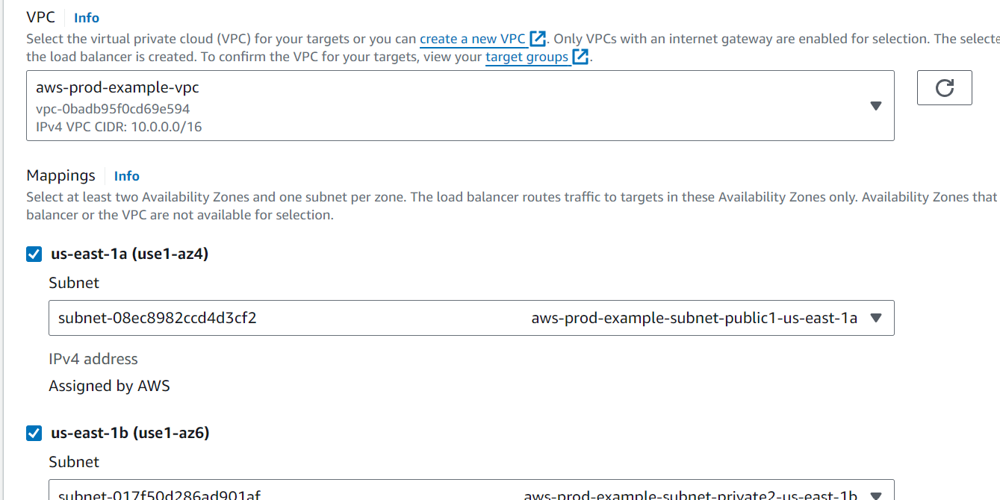 VPC Info
Select the virtual private cloud (VPC) for your targets or you can create a new VPC . Only VPCs with an internet gateway are enabled for selection. The
the load balancer is created. To confirm the VPC for your targets, view your target groups .
aws-prod-example-vpc
vpc-0badb95f0cd69e594
IPv4 VPC CIDR: 10.0.0.0/16
Mappings Info
Select at least two Availability Zones and one subnet per zone. The load balancer routes traffic to targets in these Availability Zones only. Availability Zones that
balancer or the VPC are not available for selection.
us-east-1a (use1-az4)
Subnet
subnet-08ec8982ccd4d3cf2 aws-prod-example-subnet-public1-us-east-1a
IPv4 address
Assigned by AWS
us-east-1b (use1-az6)
Subnet
subnet-017f50d286ad901af aws-prod-example-subnet-private2-us-east-1b